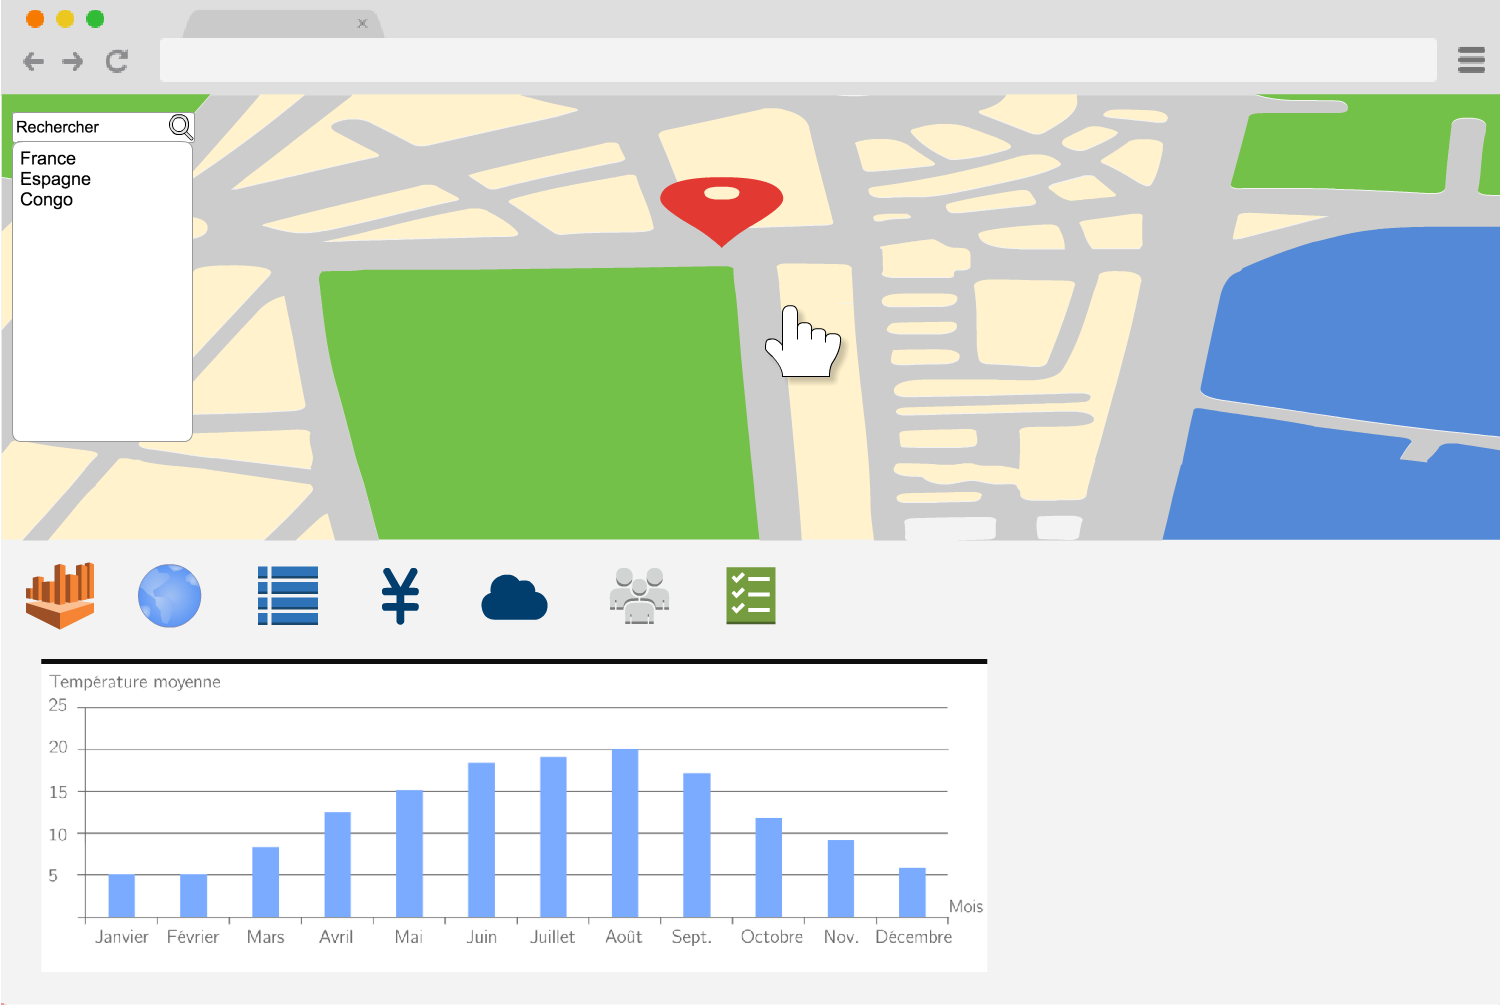 Rechercher
France
Espagne
Congo
Température moyenne
25
20
15
10
5
Mois
Janvier Février Mars Avril Mai Juin Juillet Août Sept. Octobre Nov. Décembre